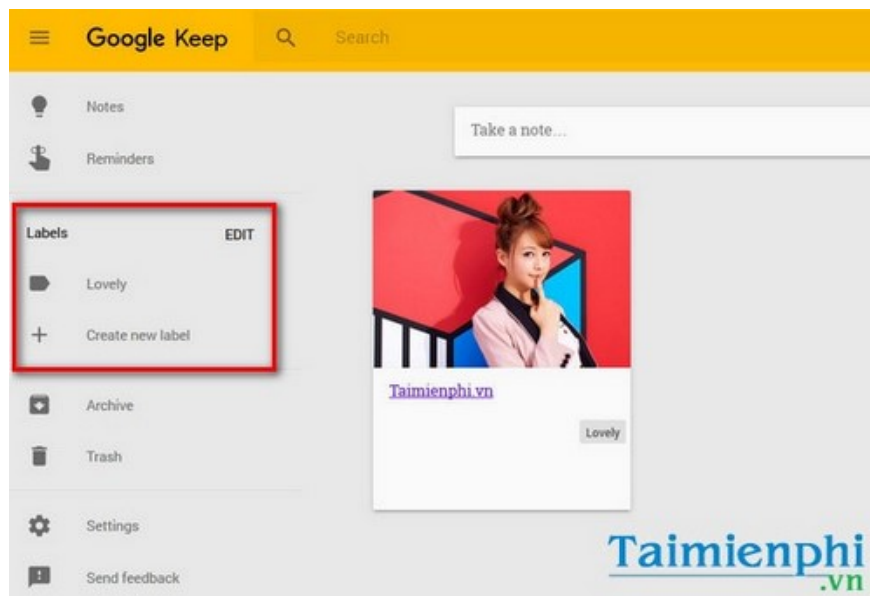 Google Keep
Search
Notes
Reminders
Labels EDIT
Lovely
Create new label
Archive
Trash
Settings
Send feedback
Take a note...
Taimienphi.vn
Lovely
Taimienphi
.vn